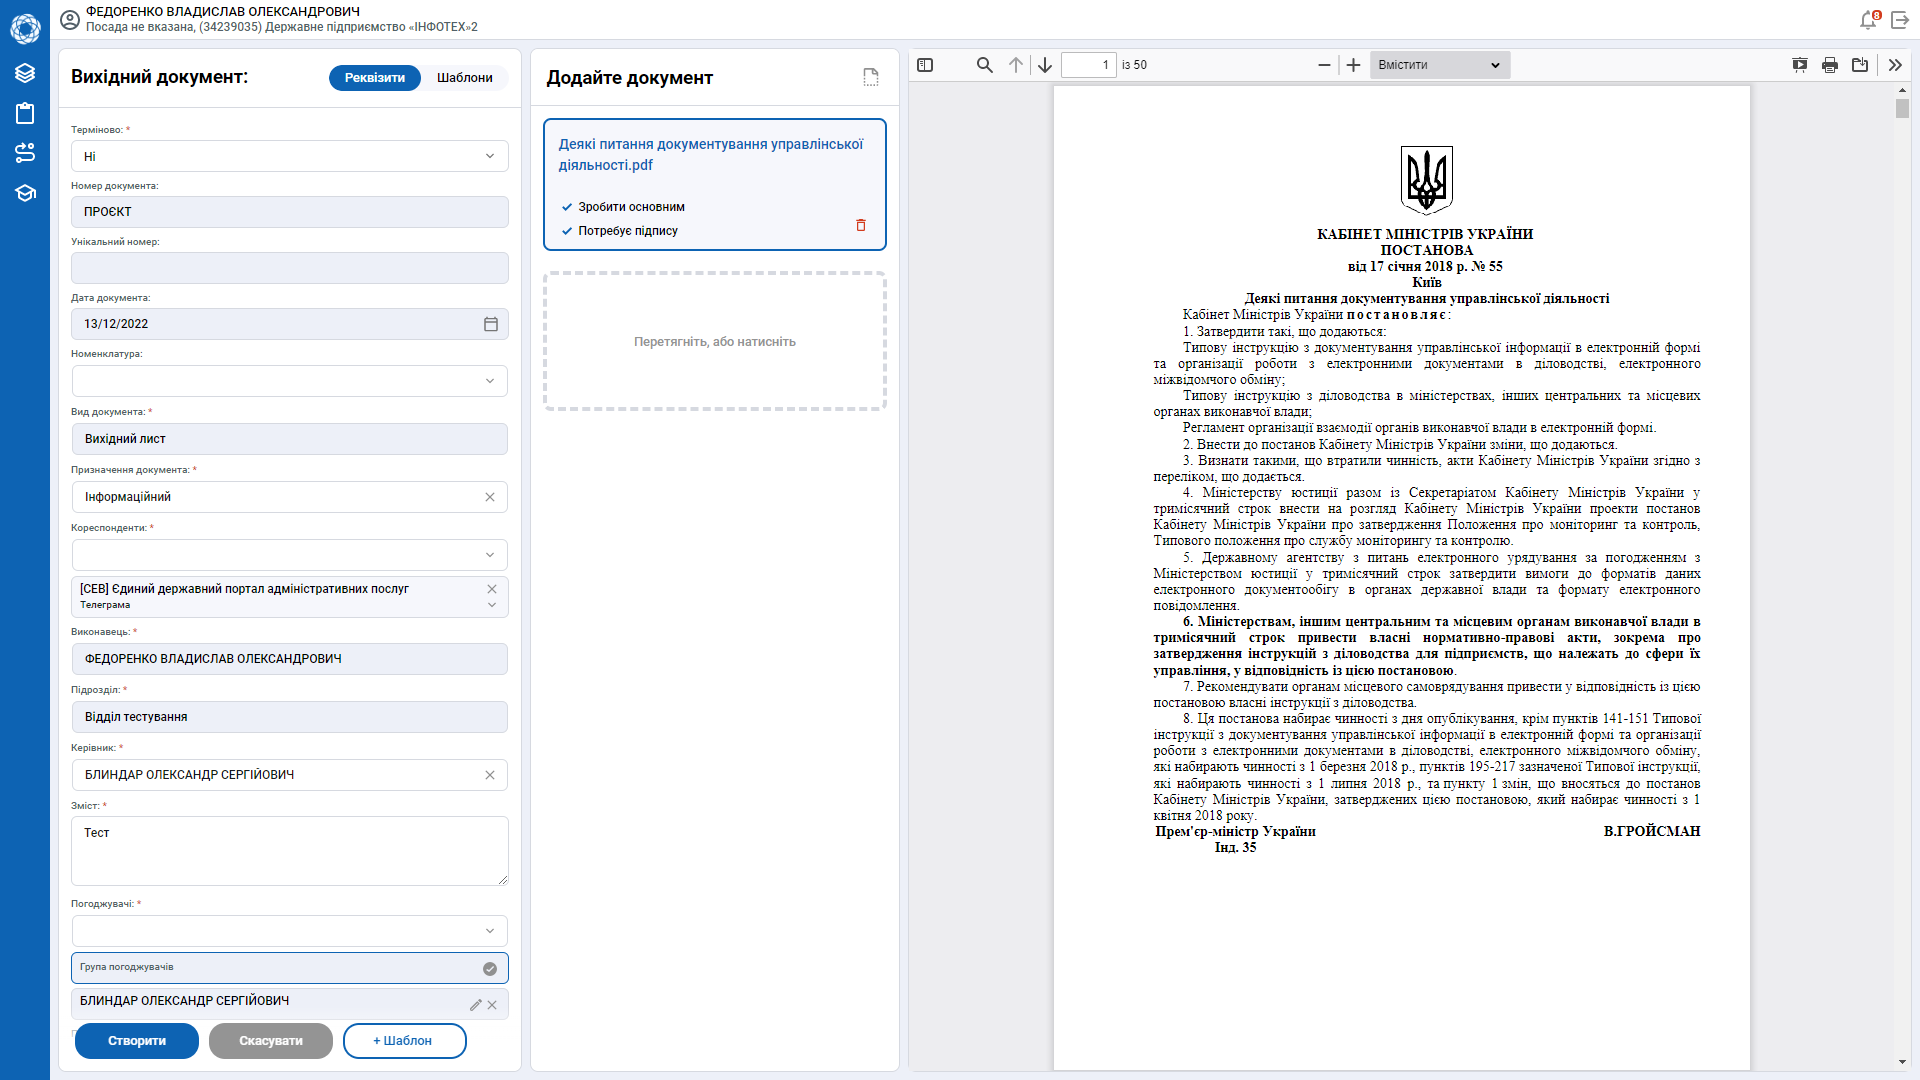 ФЕДОРЕНКО ВЛАДИСЛАВ ОЛЕКСАНДРОВИЧ
Посада не вказана, (34239035) Державне підприємство «ІНФОТЕХ»2
8
Вихідний документ:
Реквізити
Шаблони
Терміново: *
Ні
Номер документа:
ПРОЄКТ
Унікальний номер:
Дата документа:
13/12/2022
Номенклатура:
Вид документа: *
Вихідний лист
Призначення документа: *
Інформаційний
Кореспонденти: *
[СЕВ] Єдиний державний портал адміністративних послуг
Телеграма
Виконавець: *
ФЕДОРЕНКО ВЛАДИСЛАВ ОЛЕКСАНДРОВИЧ
Підрозділ: *
Відділ тестування
Керівник: *
БЛИНДАР ОЛЕКСАНДР СЕРГІЙОВИЧ
Зміст: *
Тест
Погоджувачі: *
Група погоджувачів
БЛИНДАР ОЛЕКСАНДР СЕРГІЙОВИЧ
Створити
Скасувати
+ Шаблон
Додайте документ
Деякі питання документування управлінської
діяльності.pdf
Зробити основним
Потребує підпису
Перетягніть, або натисніть
1
із 50
Вмістити
КАБІНЕТ МІНІСТРІВ УКРАЇНИ
ПОСТАНОВА
від 17 січня 2018 р. № 55
Київ
Деякі питання документування управлінської діяльності
Кабінет Міністрів України постановляє:
1. Затвердити такі, що додаються:
Типову інструкцію з документування управлінської інформації в електронній формі
та організації роботи з електронними документами в діловодстві, електронного
міжвідомчого обміну;
Типову інструкцію з діловодства в міністерствах, інших центральних та місцевих
органах виконавчої влади;
Регламент організації взаємодії органів виконавчої влади в електронній формі.
2. Внести до постанов Кабінету Міністрів України зміни, що додаються.
3. Визнати такими, що втратили чинність, акти Кабінету Міністрів України згідно з
переліком, що додається.
4. Міністерству юстиції разом із Секретаріатом Кабінету Міністрів України у
тримісячний строк внести на розгляд Кабінету Міністрів України проекти постанов
Кабінету Міністрів України про затвердження Положення про моніторинг та контроль,
Типового положення про службу моніторингу та контролю.
5. Державному агентству з питань електронного урядування за погодженням з
Міністерством юстиції у тримісячний строк затвердити вимоги до форматів даних
електронного документообігу в органах державної влади та формату електронного
повідомлення.
6. Міністерствам, іншим центральним та місцевим органам виконавчої влади в
тримісячний строк привести власні нормативно-правові акти, зокрема про
затвердження інструкцій з діловодства для підприємств, що належать до сфери їх
управління, у відповідність із цією постановою.
7. Рекомендувати органам місцевого самоврядування привести у відповідність із цією
постановою власні інструкції з діловодства.
8. Ця постанова набирає чинності з дня опублікування, крім пунктів 141-151 Типової
інструкції з документування управлінської інформації в електронній формі та організації
роботи з електронними документами в діловодстві, електронного міжвідомчого обміну,
які набирають чинності з 1 березня 2018 р., пунктів 195-217 зазначеної Типової інструкції,
які набирають чинності з 1 липня 2018 р., та пункту 1 змін, що вносяться до постанов
Кабінету Міністрів України, затверджених цією постановою, який набирає чинності з 1
квітня 2018 року.
Прем'єр-міністр України В.ГРОЙСМАН
Інд. 35